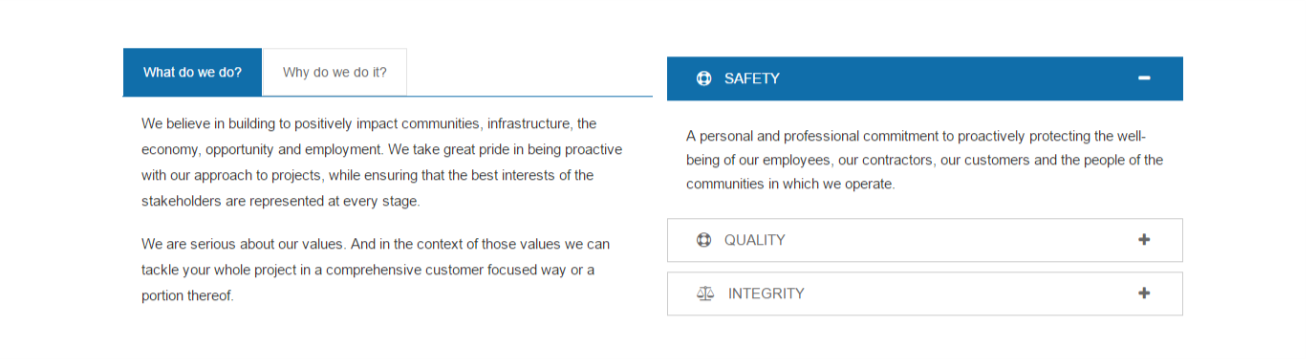 What do we do?
Why do we do it?
We believe in building to positively impact communities, infrastructure, the
economy, opportunity and employment. We take great pride in being proactive
with our approach to projects, while ensuring that the best interests of the
stakeholders are represented at every stage.
We are serious about our values. And in the context of those values we can
tackle your whole project in a comprehensive customer focused way or a
portion thereof.
SAFETY
A personal and professional commitment to proactively protecting the well-
being of our employees, our contractors, our customers and the people of the
communities in which we operate.
QUALITY
INTEGRITY